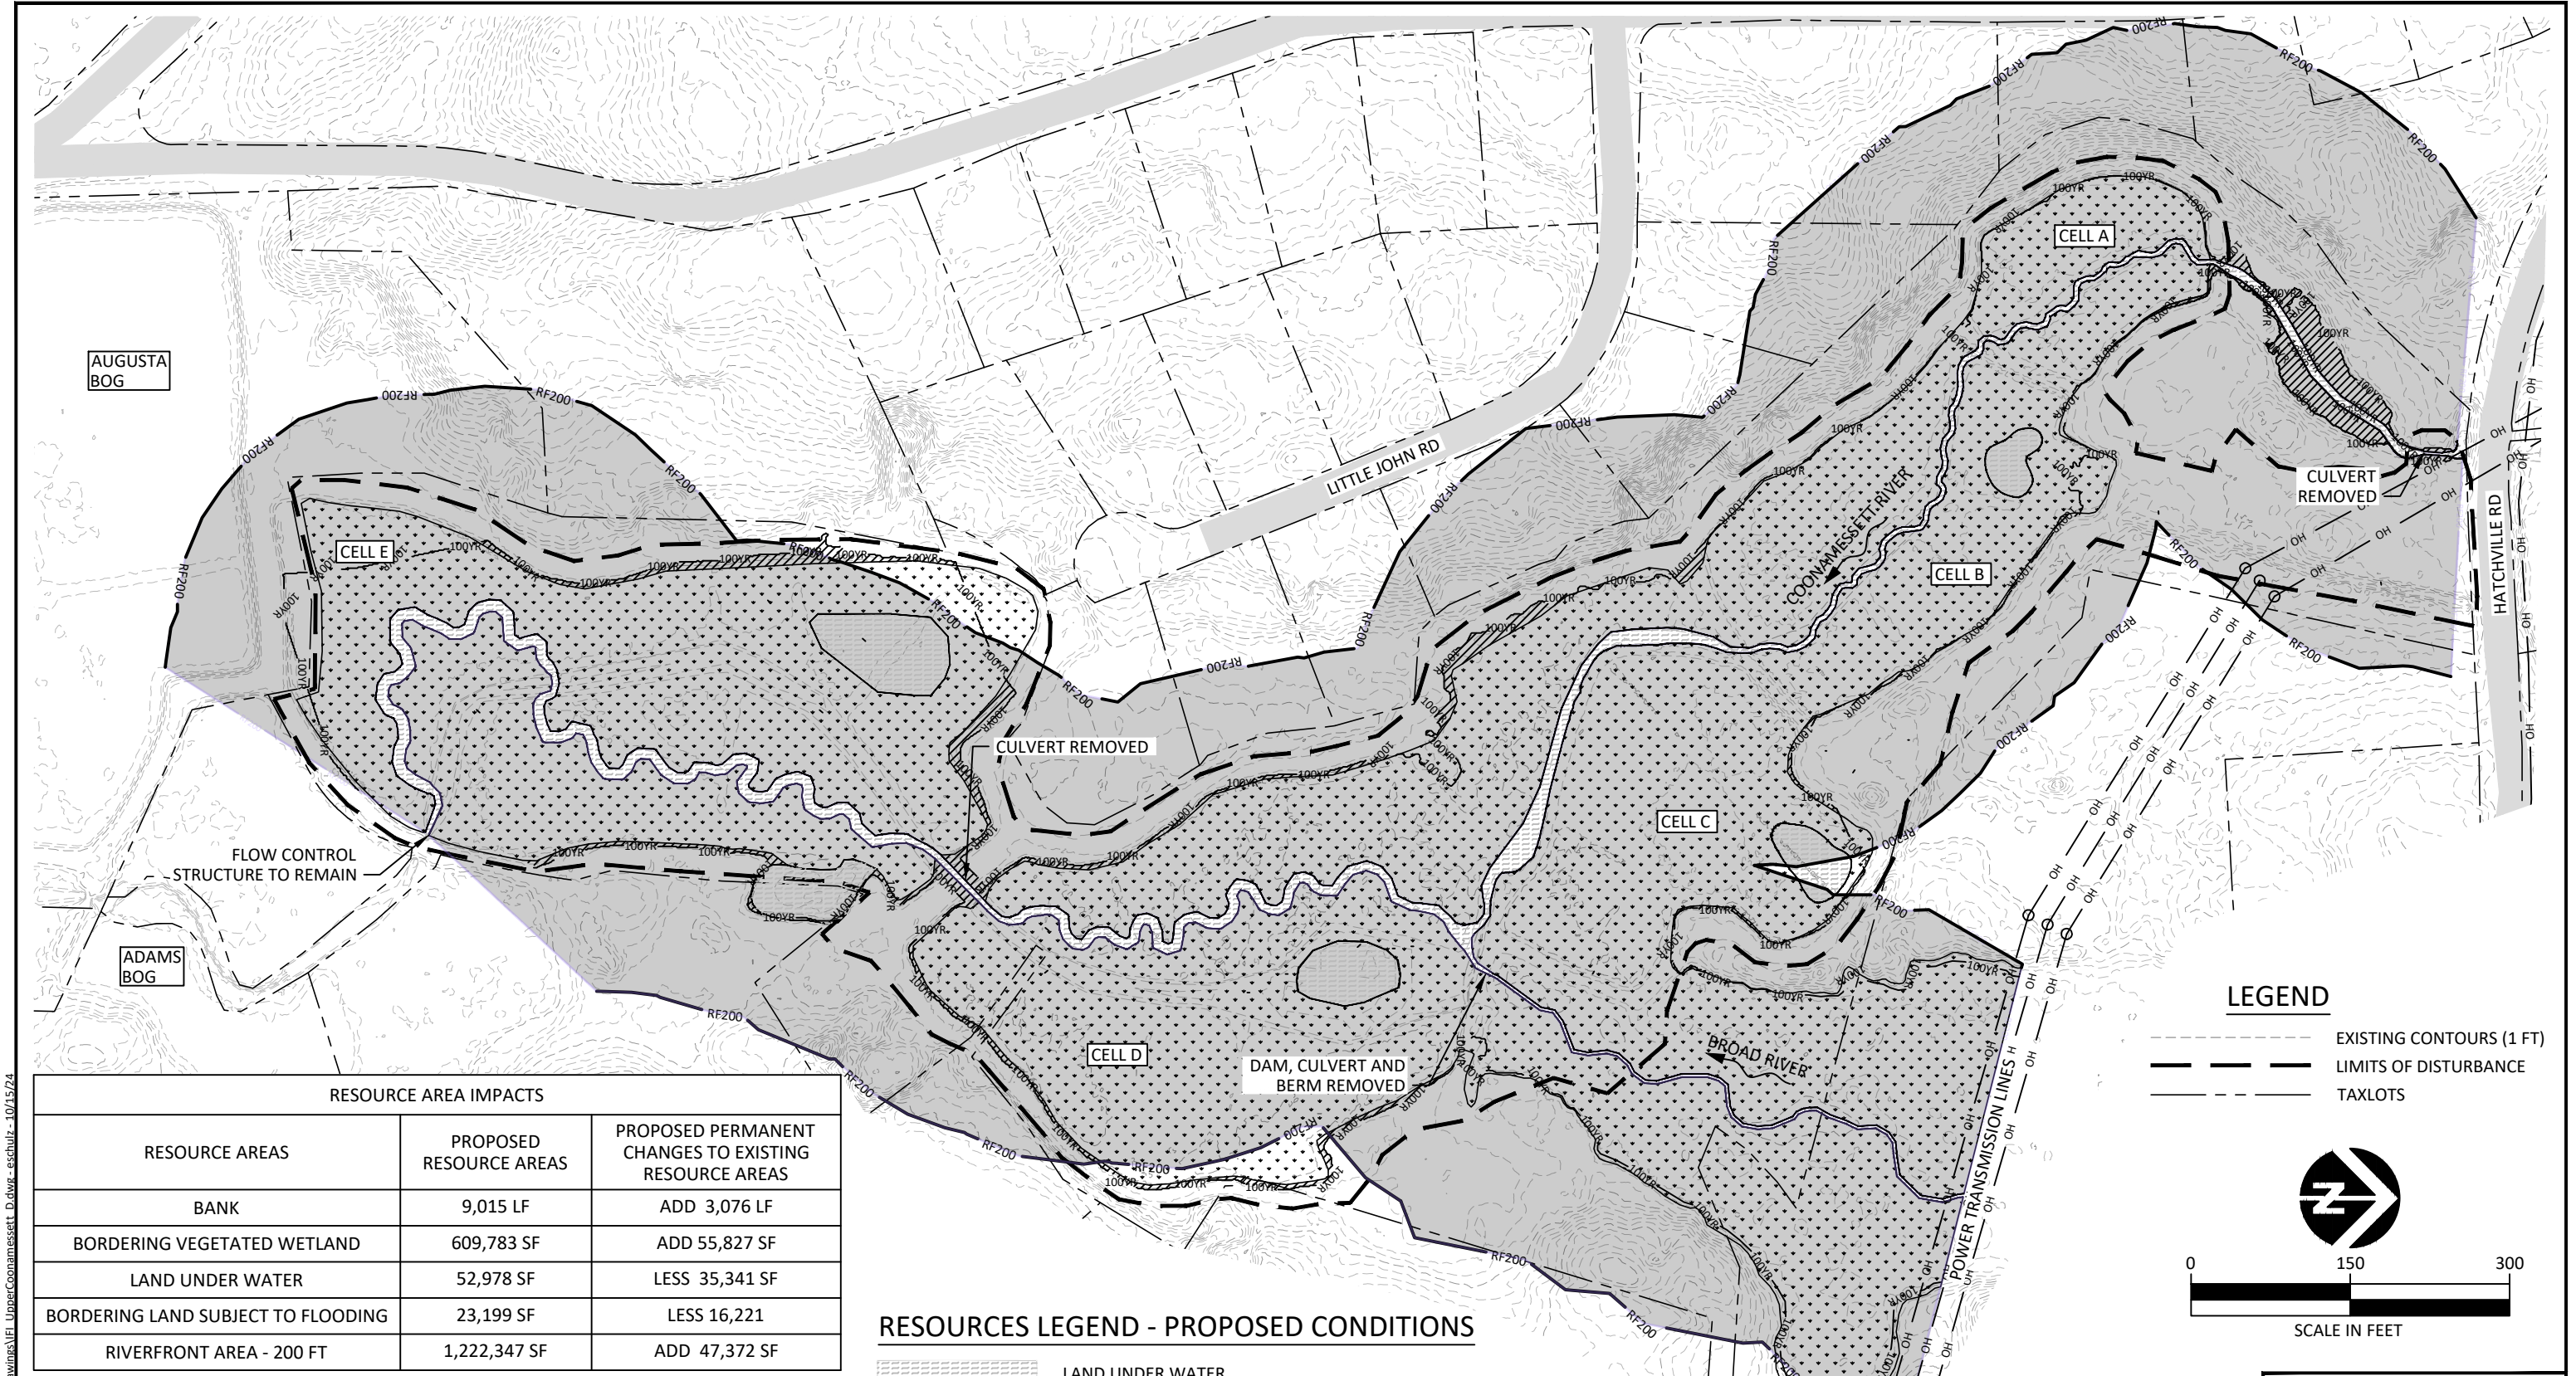 AUGUSTA
BOG
CELL A
CELL E
LITTLE JOHN RD
COONAMESSETT RIVER
CELL B
CULVERT
REMOVED
HATCHVILLE RD
CULVERT REMOVED
CELL C
FLOW CONTROL
STRUCTURE TO REMAIN
ADAMS
BOG
CELL D
DAM, CULVERT AND
BERM REMOVED
BROAD RIVER
POWER TRANSMISSION LINES
RF200
100YR
OH
LEGEND
EXISTING CONTOURS (1 FT)
LIMITS OF DISTURBANCE
TAXLOTS
Z
0 150 300
SCALE IN FEET
RESOURCE AREA IMPACTS
RESOURCE AREAS
PROPOSED
RESOURCE AREAS
PROPOSED PERMANENT
CHANGES TO EXISTING
RESOURCE AREAS
BANK 9,015 LF ADD 3,076 LF
BORDERING VEGETATED WETLAND 609,783 SF ADD 55,827 SF
LAND UNDER WATER 52,978 SF LESS 35,341 SF
BORDERING LAND SUBJECT TO FLOODING 23,199 SF LESS 16,221
RIVERFRONT AREA - 200 FT 1,222,347 SF ADD 47,372 SF
RESOURCES LEGEND - PROPOSED CONDITIONS
LAND UNDER WATER
UpperCoonamessett_D.dwg - eschulz - 10/15/24